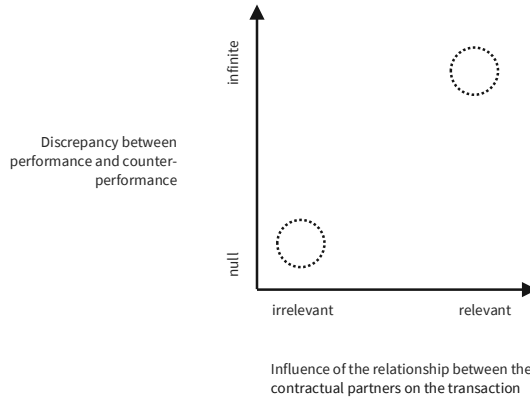 infinite
Discrepancy between
performance and counter-
performance
null
irrelevant
relevant
Influence of the relationship between the
contractual partners on the transaction